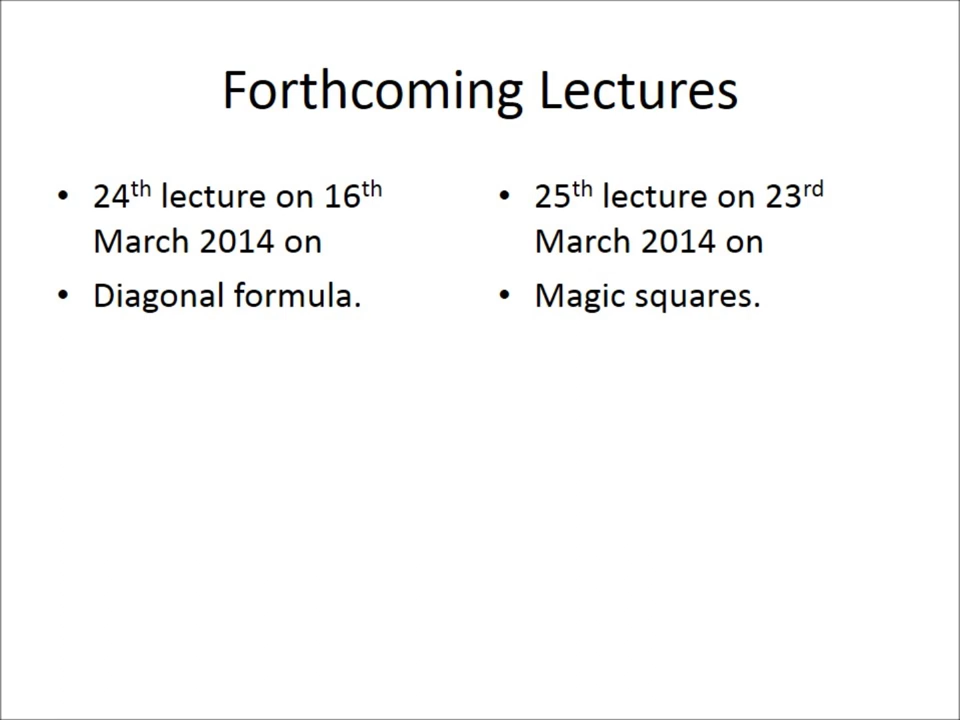 Forthcoming Lectures
• 24th lecture on 16th
March 2014 on
• Diagonal formula.
• 25th lecture on 23rd
March 2014 on
• Magic squares.